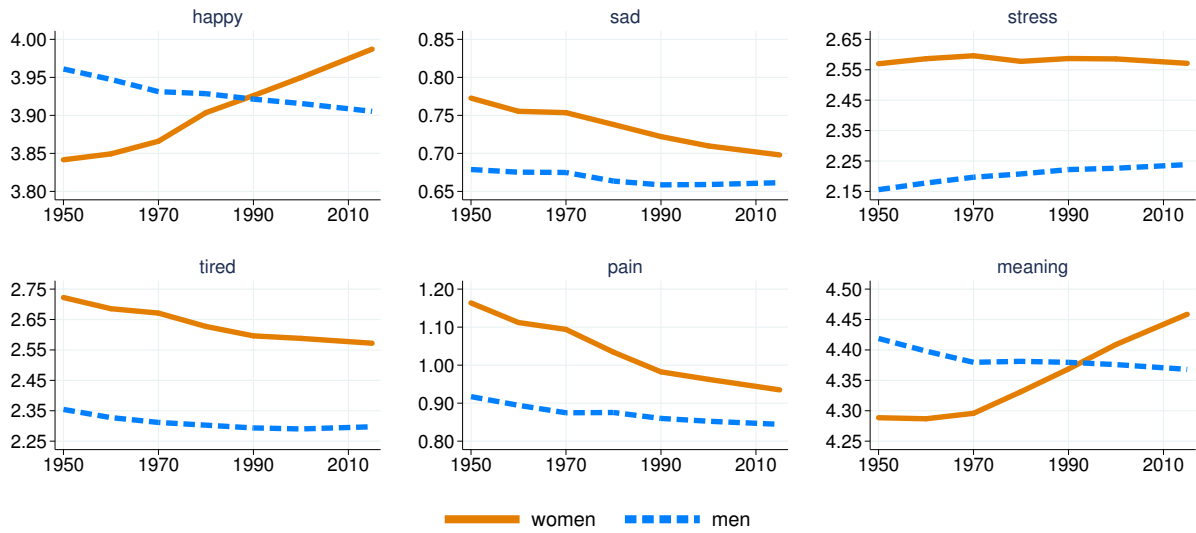 happy sad stress
4.00 0.85 2.65
3.95 0.80 2.55
3.90 0.75 2.45
2.35
3.85 0.70 2.25
3.80 0.65 2.15
1950 1970 1990 2010 1950 1970 1990 2010 1950 1970 1990 2010
tired pain meaning
2.75 1.20 4.50
2.65 1.10 4.45
2.55 1.00 4.40
2.45 4.35
2.35 0.90 4.30
2.25 0.80 4.25
1950 1970 1990 2010 1950 1970 1990 2010 1950 1970 1990 2010
women men